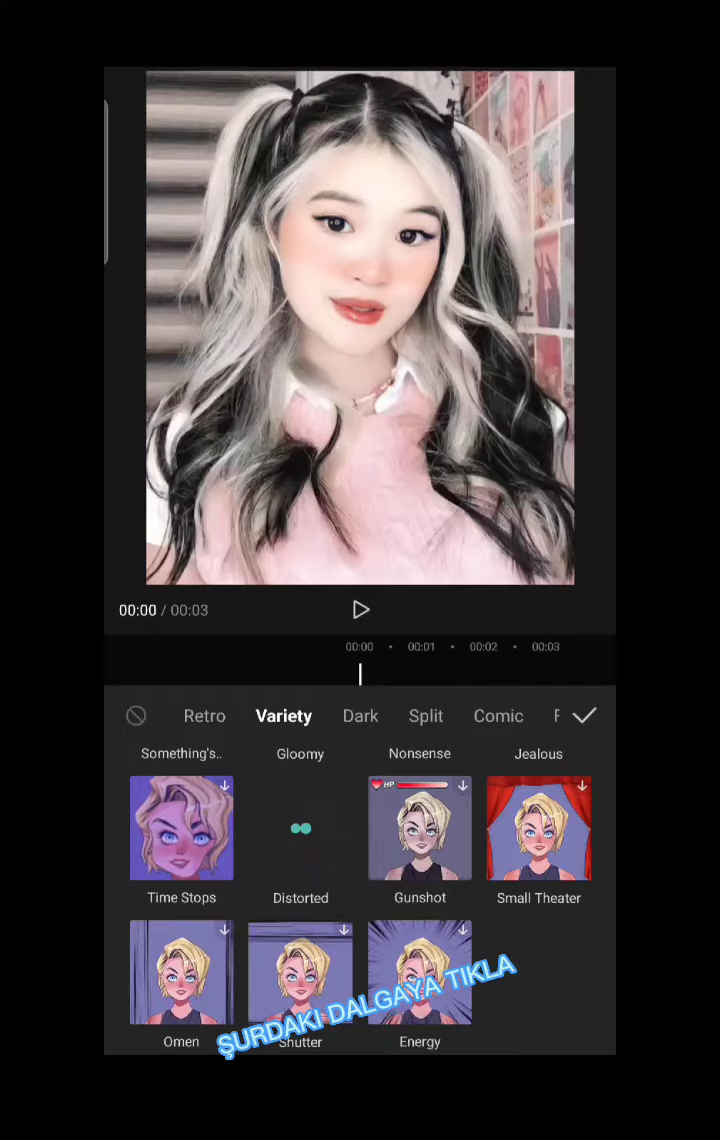 00:00 / 00:03
00:00 00:01 00:02 00:03
Retro Variety Dark Split Comic F
Something's.. Gloomy Nonsense Jealous
HP
Time Stops Distorted Gunshot Small Theater
ŞURDAKI DALGAYA TIKLA
Omen Shutter Energy